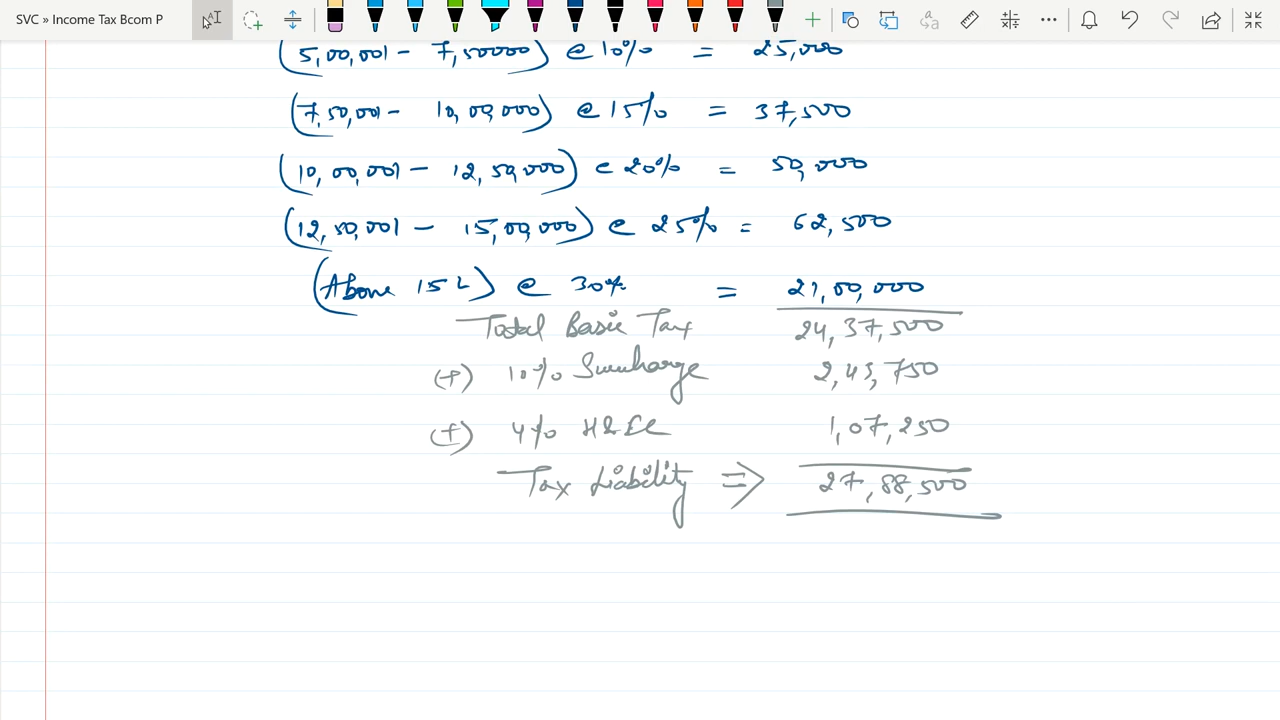 SVC » Income Tax Bcom P
(5,00,001 - 7,50000) @ 10% = 25,000
(7,50,001 - 10,00,000) @ 15% = 37,500
(10,00,001 - 12,50,000) @ 20% = 50,000
(12,50,001 - 15,00,000) @ 25% = 62,500
(Above 15 L) @ 30% = 21,00,000
Total Basic Tax 24,37,500
(+) 10% Surcharge 2,43,750
(+) 4% H&EC 1,07,250
Tax Liability ⇒ 27,88,500